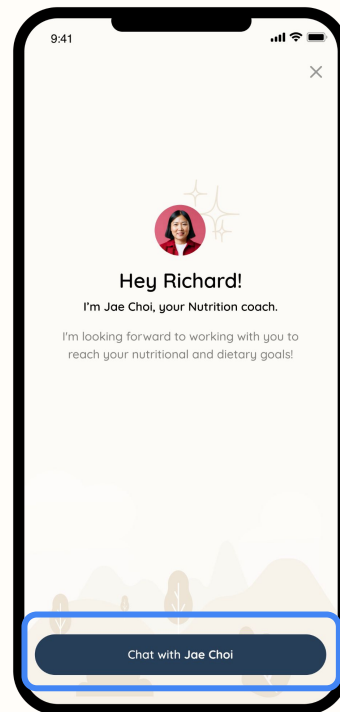 9:41
Hey Richard!
I'm Jae Choi, your Nutrition coach.
I'm looking forward to working with you to
reach your nutritional and dietary goals!
Chat with Jae Choi